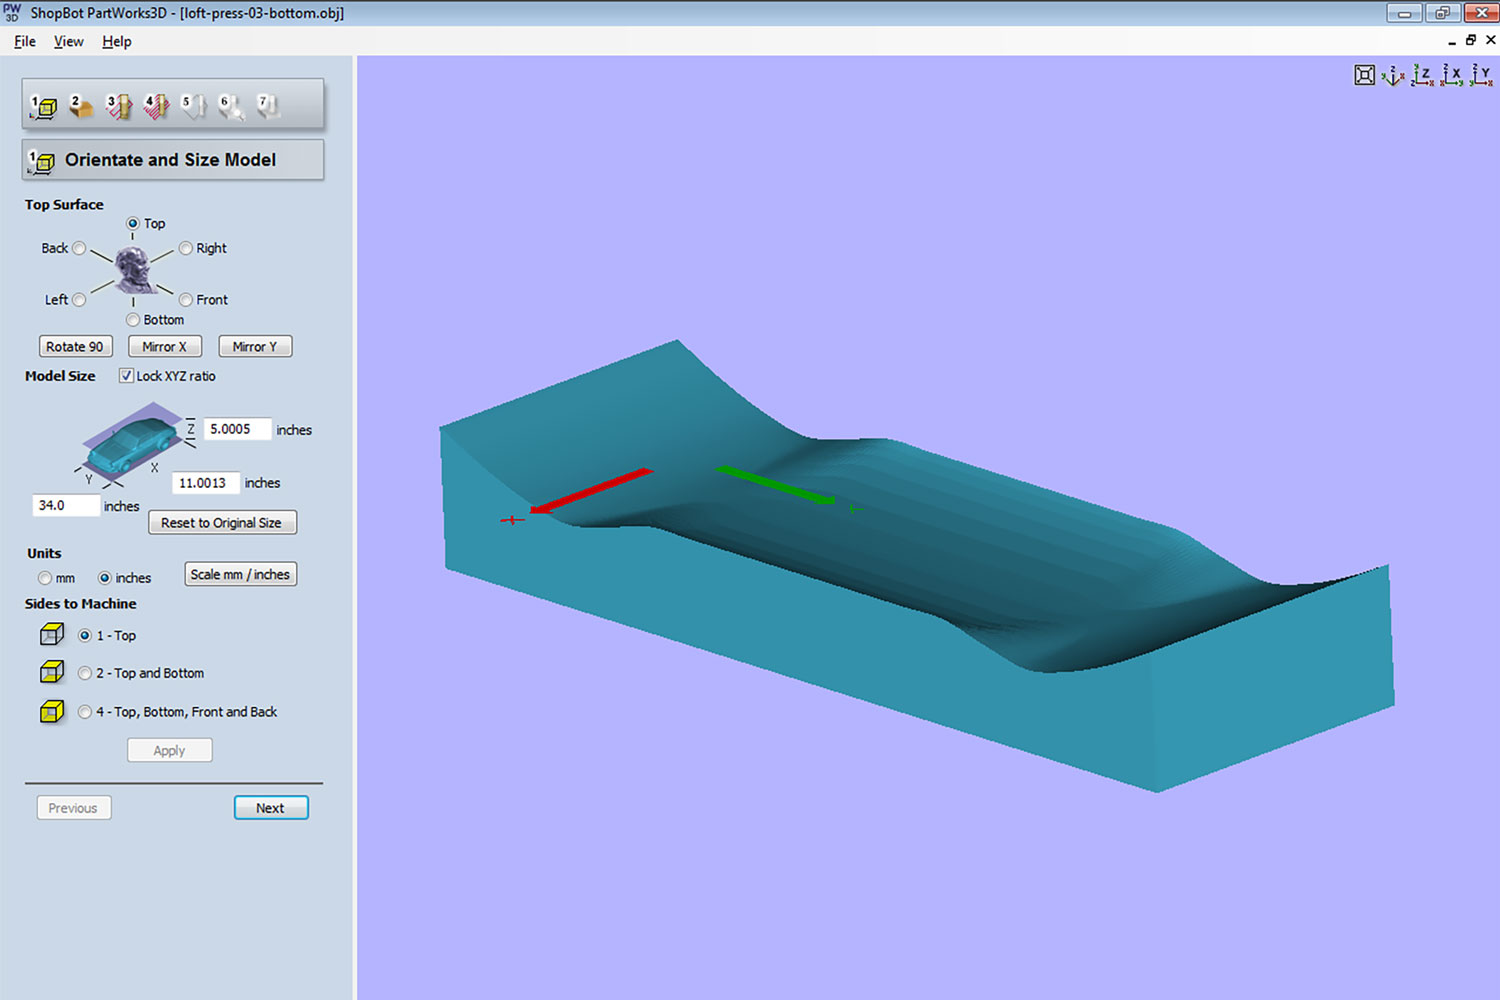 PW 3D ShopBot PartWorks3D - [loft-press-03-bottom.obj]
File View Help
1 2 3 4 5 6 7
1 Orientate and Size Model
Top Surface
Top
Back Right
Left Front
Bottom
Rotate 90 Mirror X Mirror Y
Model Size Lock XYZ ratio
Z 5.0005 inches
X
Y 11.0013 inches
34.0 inches
Reset to Original Size
Units
mm inches Scale mm / inches
Sides to Machine
1 - Top
2 - Top and Bottom
4 - Top, Bottom, Front and Back
Apply
Previous Next